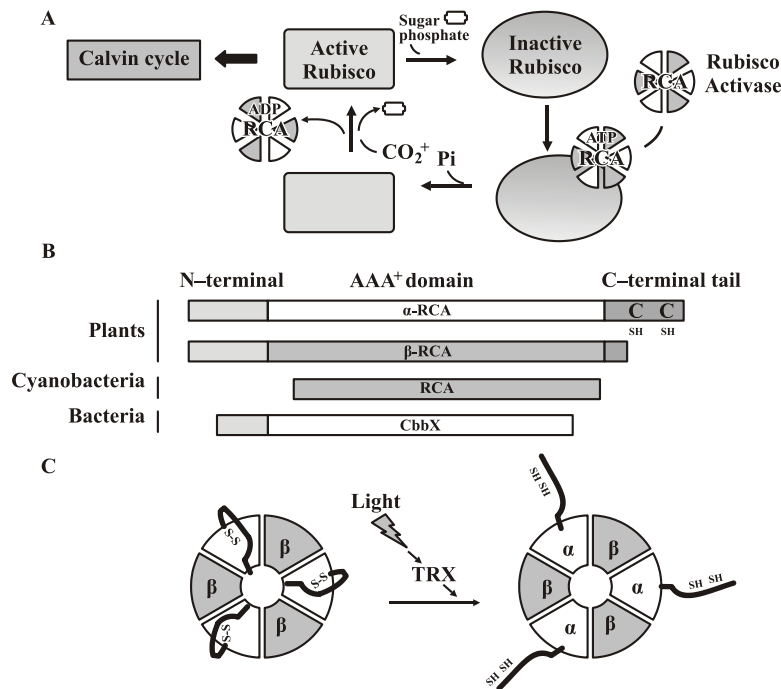 A
Calvin cycle
Active
Rubisco
Sugar
phosphate
Inactive
Rubisco
RCA
Rubisco
Activase
ADP
RCA
CO₂⁺
Pi
ATP
RCA
B
N–terminal
AAA⁺ domain
C–terminal tail
Plants
α-RCA
C C
SH SH
β-RCA
Cyanobacteria
RCA
Bacteria
CbbX
C
S-S
β
β
S-S
S-S
β
Light
TRX
SH SH
α
β
β
α
SH SH
α
β
SH SH